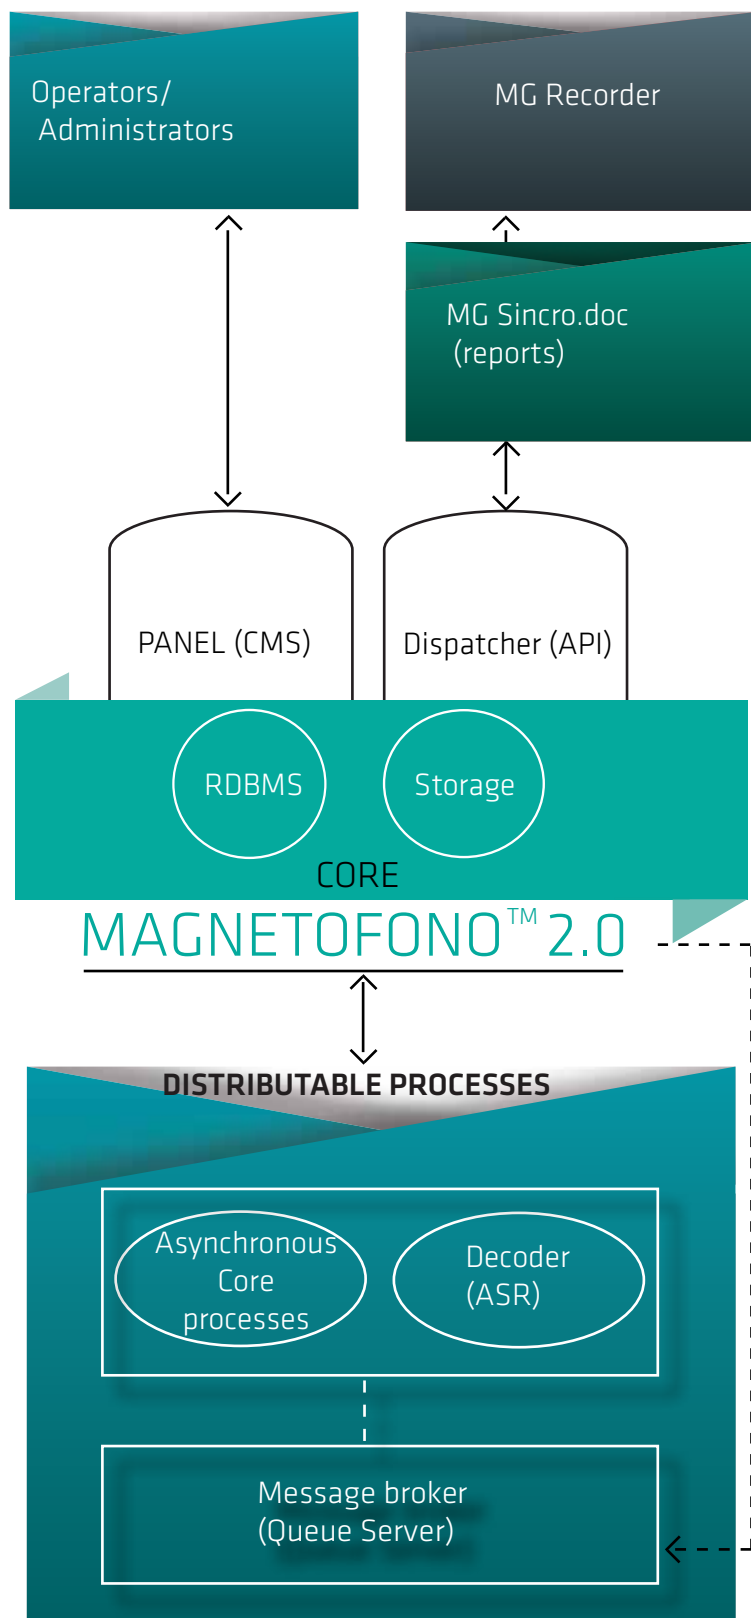 Operators/
Administrators
MG Recorder
MG Sincro.doc
(reports)
PANEL (CMS)
Dispatcher (API)
RDBMS
Storage
CORE
MAGNETOFONO™ 2.0
DISTRIBUTABLE PROCESSES
Asynchronous
Core
processes
Decoder
(ASR)
Message broker
(Queue Server)